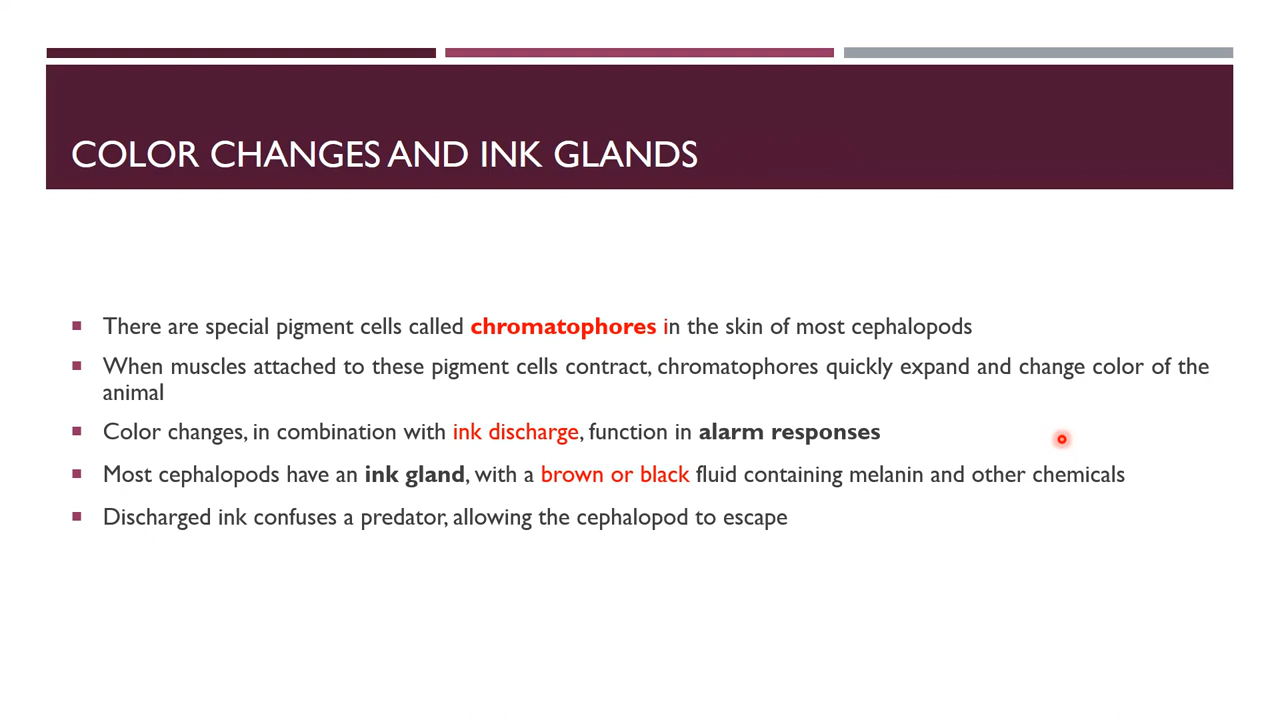 COLOR CHANGES AND INK GLANDS
There are special pigment cells called chromatophores in the skin of most cephalopods
When muscles attached to these pigment cells contract, chromatophores quickly expand and change color of the
animal
Color changes, in combination with ink discharge, function in alarm responses
Most cephalopods have an ink gland, with a brown or black fluid containing melanin and other chemicals
Discharged ink confuses a predator, allowing the cephalopod to escape